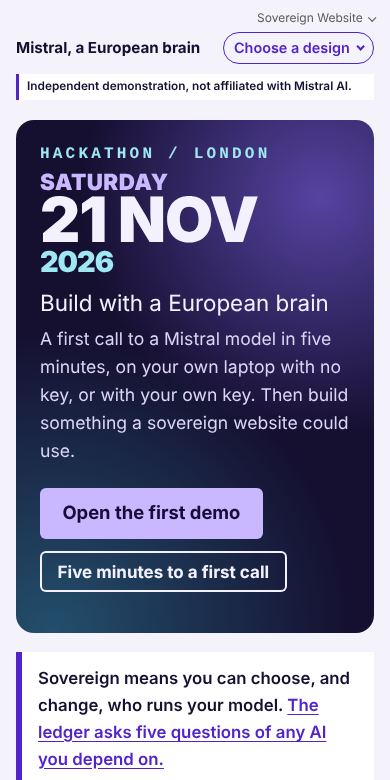 Sovereign Website
Mistral, a European brain
Choose a design
Independent demonstration, not affiliated with Mistral AI.
HACKATHON / LONDON
SATURDAY
21 NOV
2026
Build with a European brain
A first call to a Mistral model in five
minutes, on your own laptop with no
key, or with your own key. Then build
something a sovereign website could
use.
Open the first demo
Five minutes to a first call
Sovereign means you can choose, and
change, who runs your model. The
ledger asks five questions of any AI
you depend on.